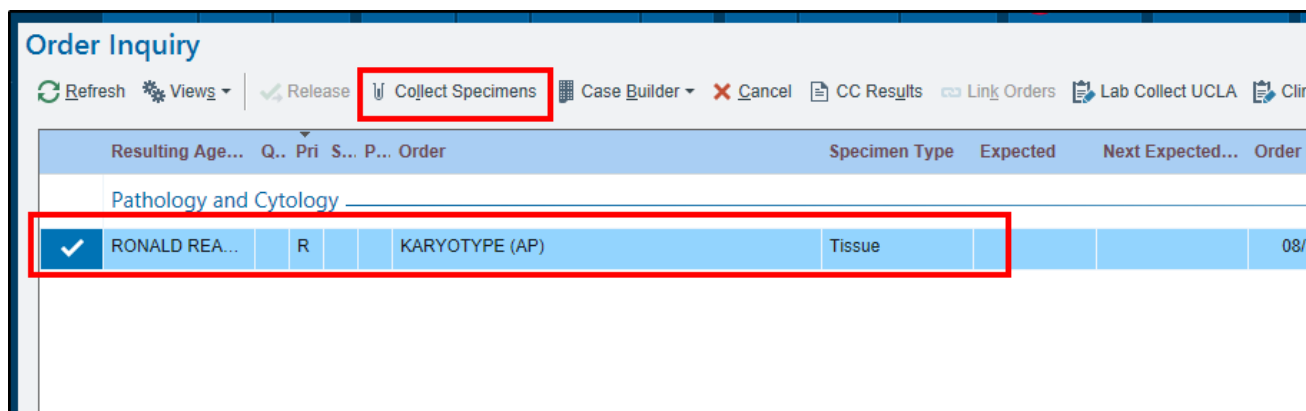 Order Inquiry
Refresh Views Release Collect Specimens Case Builder Cancel CC Results Link Orders Lab Collect UCLA Clin
Resulting Age... Q.. Pri S... P... Order Specimen Type Expected Next Expected... Order
Pathology and Cytology
RONALD REA... R KARYOTYPE (AP) Tissue 08/